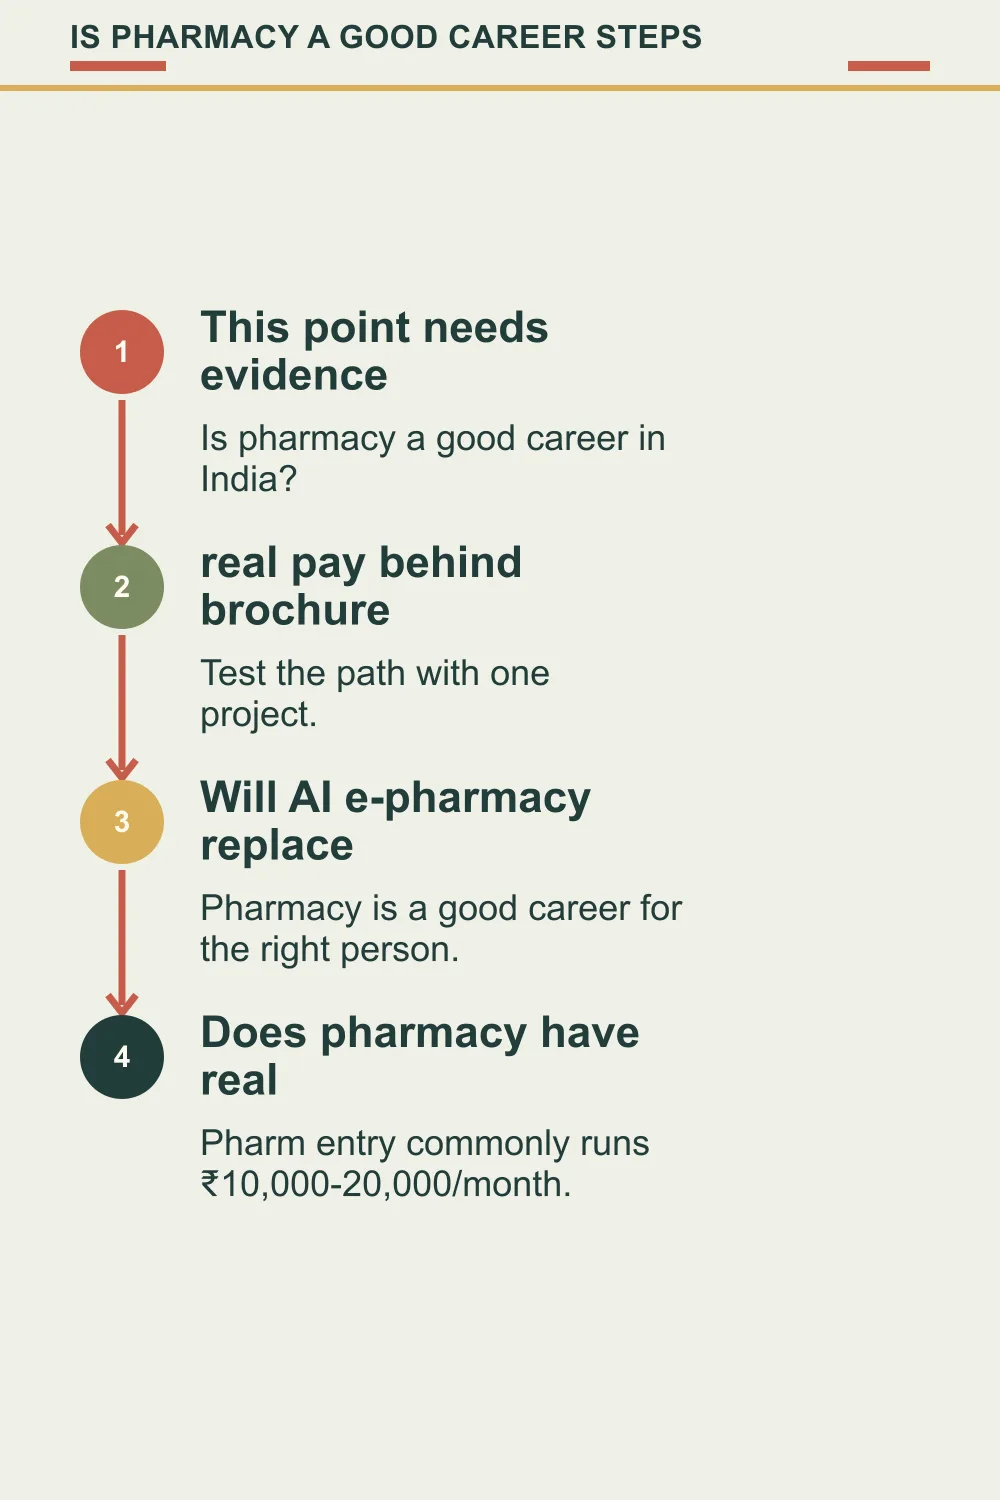 IS PHARMACY A GOOD CAREER STEPS
1
This point needs
evidence
Is pharmacy a good career in
India?
2
real pay behind
brochure
Test the path with one
project.
3
Will AI e-pharmacy
replace
Pharmacy is a good career for
the right person.
4
Does pharmacy have
real
Pharm entry commonly runs
₹10,000-20,000/month.